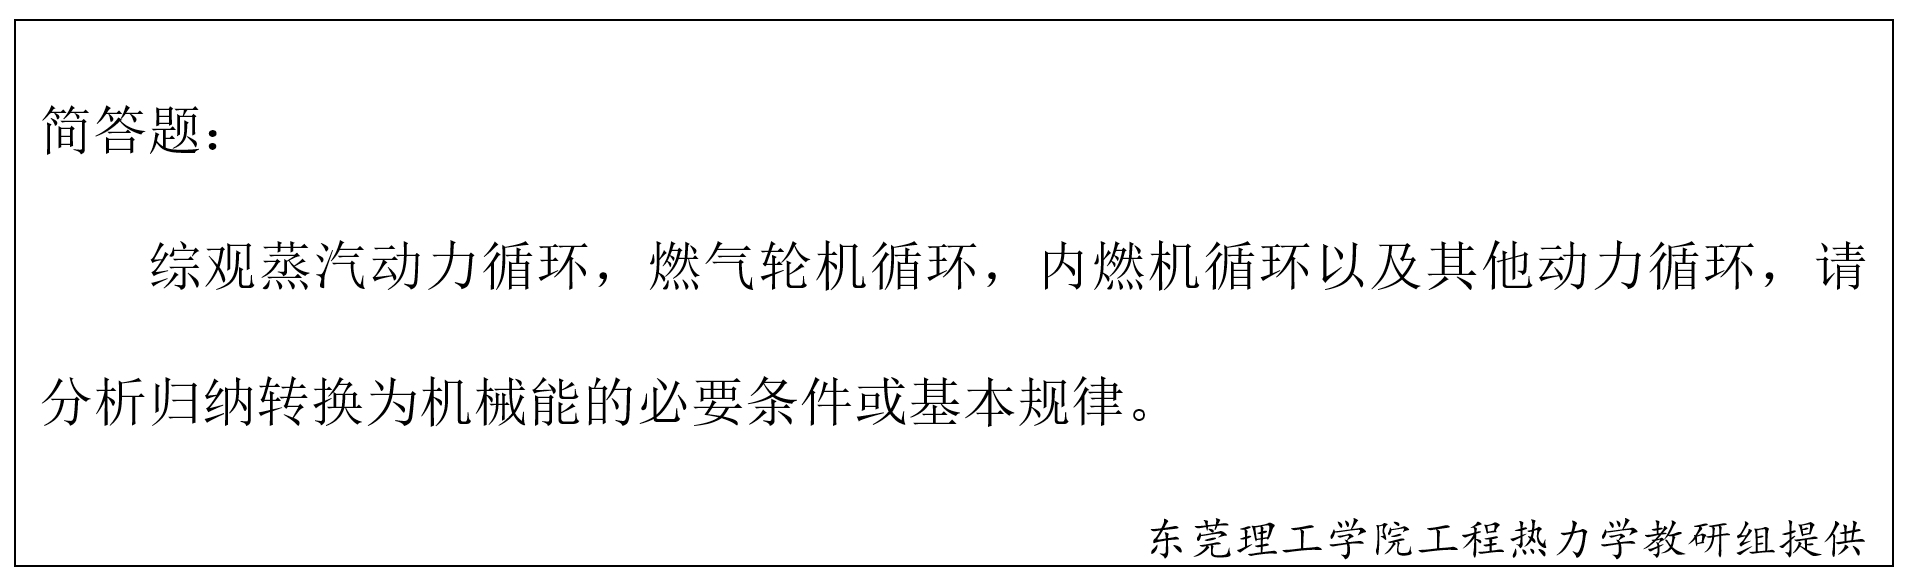 简答题：
综观蒸汽动力循环，燃气轮机循环，内燃机循环以及其他动力循环，请
分析归纳转换为机械能的必要条件或基本规律。
东莞理工学院工程热力学教研组提供